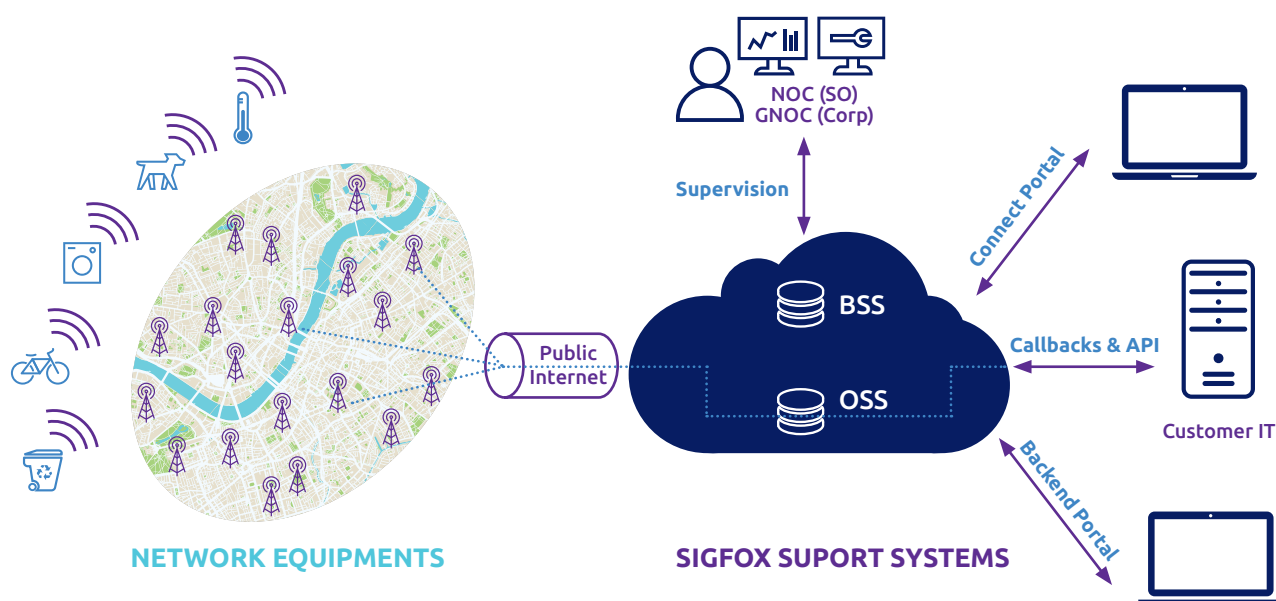 NOC (SO)
GNOC (Corp)
Supervision
Connect Portal
BSS
Public
Internet
Callbacks & API
OSS
Customer IT
Backend Portal
NETWORK EQUIPMENTS
SIGFOX SUPORT SYSTEMS